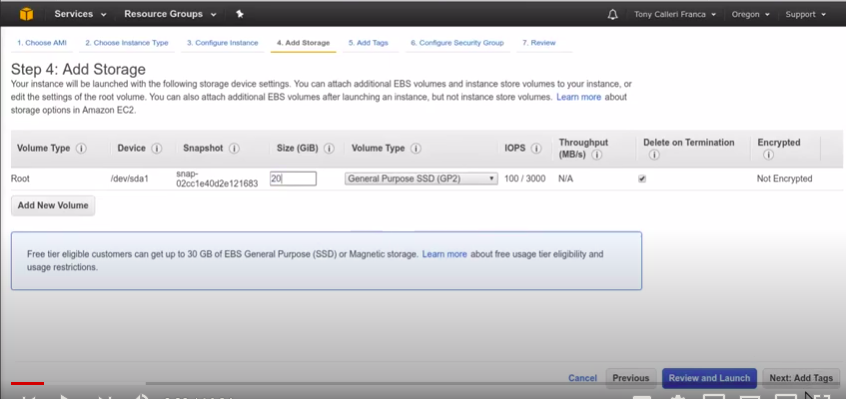 Services Resource Groups Tony Calleri Franca Oregon Support
1. Choose AMI 2. Choose Instance Type 3. Configure Instance 4. Add Storage 5. Add Tags 6. Configure Security Group 7. Review
Step 4: Add Storage
Your instance will be launched with the following storage device settings. You can attach additional EBS volumes and instance store volumes to your instance, or
edit the settings of the root volume. You can also attach additional EBS volumes after launching an instance, but not instance store volumes. Learn more about
storage options in Amazon EC2.
Volume Type Device Snapshot Size (GiB) Volume Type IOPS Throughput (MB/s) Delete on Termination Encrypted
Root /dev/sda1 snap-02cc1e40d2e121683 20 General Purpose SSD (GP2) 100 / 3000 N/A Not Encrypted
Add New Volume
Free tier eligible customers can get up to 30 GB of EBS General Purpose (SSD) or Magnetic storage. Learn more about free usage tier eligibility and
usage restrictions.
Cancel Previous Review and Launch Next: Add Tags